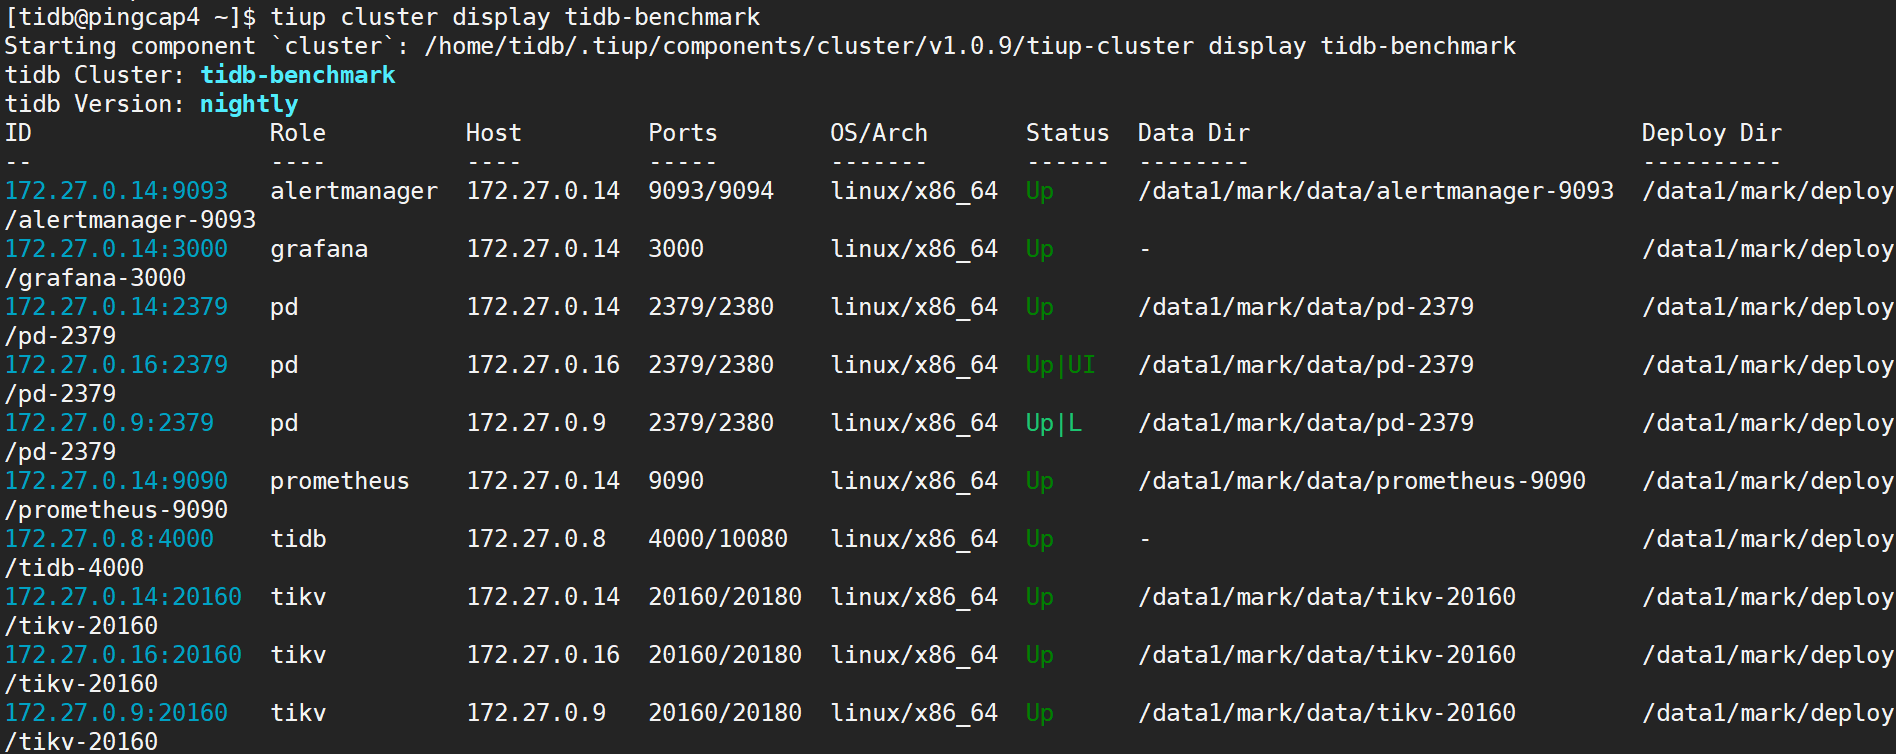 [tidb@pingcap4 ~]$ tiup cluster display tidb-benchmark
Starting component `cluster`: /home/tidb/.tiup/components/cluster/v1.0.9/tiup-cluster display tidb-benchmark
tidb Cluster: tidb-benchmark
tidb Version: nightly
ID                 Role          Host         Ports        OS/Arch       Status  Data Dir                            Deploy Dir
--                 ----          ----         -----        -------       ------  --------                            ----------
172.27.0.14:9093   alertmanager  172.27.0.14  9093/9094    linux/x86_64  Up      /data1/mark/data/alertmanager-9093  /data1/mark/deploy
/alertmanager-9093
172.27.0.14:3000   grafana       172.27.0.14  3000         linux/x86_64  Up      -                                   /data1/mark/deploy
/grafana-3000
172.27.0.14:2379   pd            172.27.0.14  2379/2380    linux/x86_64  Up      /data1/mark/data/pd-2379            /data1/mark/deploy
/pd-2379
172.27.0.16:2379   pd            172.27.0.16  2379/2380    linux/x86_64  Up|UI   /data1/mark/data/pd-2379            /data1/mark/deploy
/pd-2379
172.27.0.9:2379    pd            172.27.0.9   2379/2380    linux/x86_64  Up|L    /data1/mark/data/pd-2379            /data1/mark/deploy
/pd-2379
172.27.0.14:9090   prometheus    172.27.0.14  9090         linux/x86_64  Up      /data1/mark/data/prometheus-9090    /data1/mark/deploy
/prometheus-9090
172.27.0.8:4000    tidb          172.27.0.8   4000/10080   linux/x86_64  Up      -                                   /data1/mark/deploy
/tidb-4000
172.27.0.14:20160  tikv          172.27.0.14  20160/20180  linux/x86_64  Up      /data1/mark/data/tikv-20160         /data1/mark/deploy
/tikv-20160
172.27.0.16:20160  tikv          172.27.0.16  20160/20180  linux/x86_64  Up      /data1/mark/data/tikv-20160         /data1/mark/deploy
/tikv-20160
172.27.0.9:20160   tikv          172.27.0.9   20160/20180  linux/x86_64  Up      /data1/mark/data/tikv-20160         /data1/mark/deploy
/tikv-20160